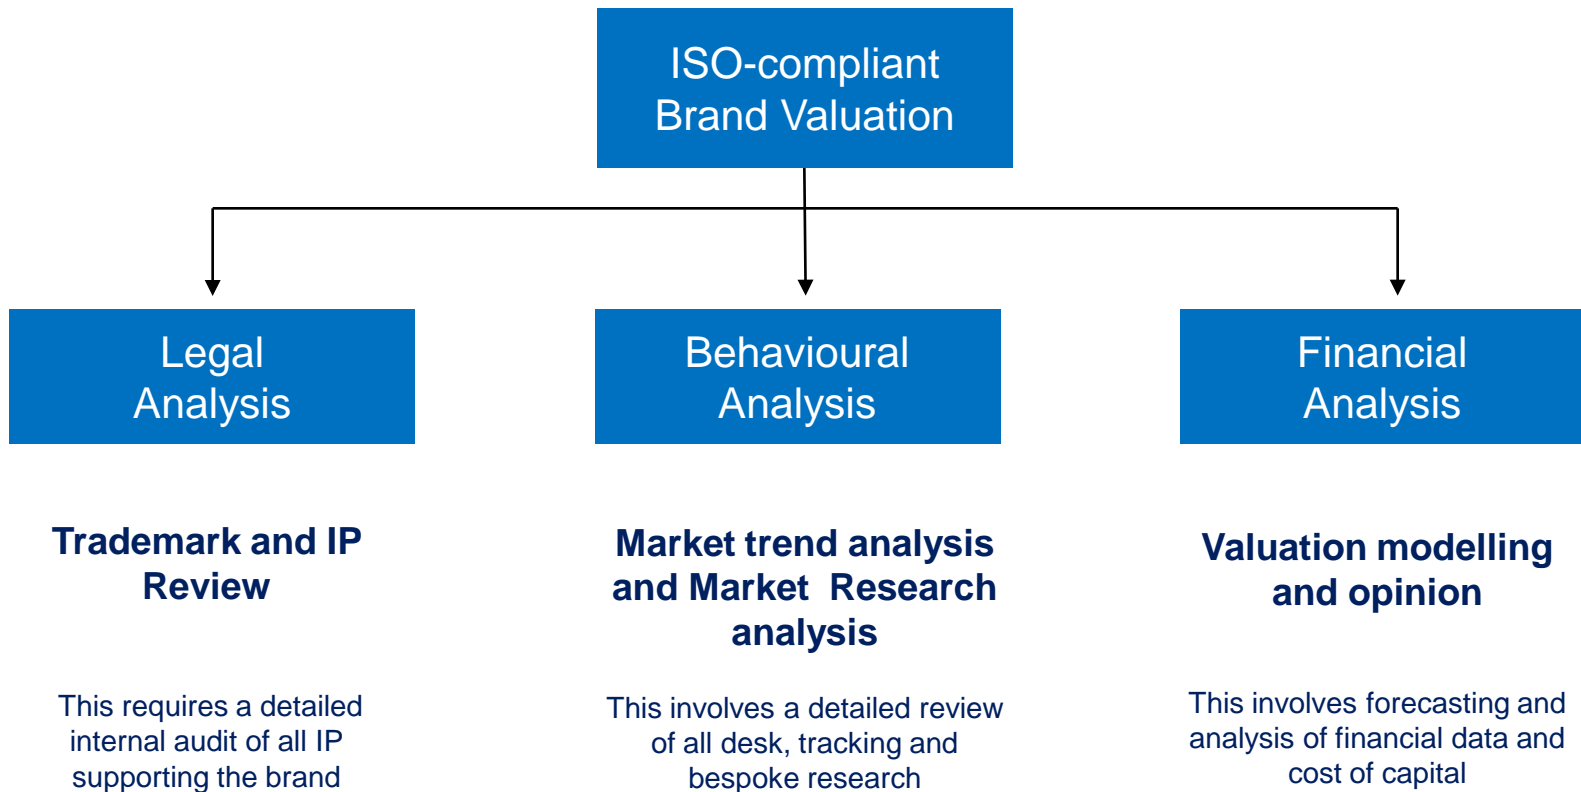 ISO-compliant
Brand Valuation
Legal
Analysis
Behavioural
Analysis
Financial
Analysis
Trademark and IP
Review
Market trend analysis
and Market  Research
analysis
Valuation modelling
and opinion
This requires a detailed
internal audit of all IP
supporting the brand
This involves a detailed review
of all desk, tracking and
bespoke research
This involves forecasting and
analysis of financial data and
cost of capital